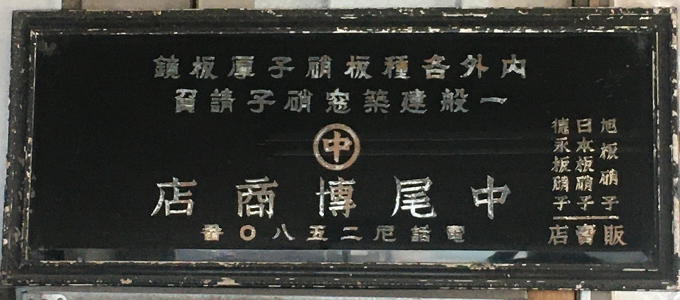 内外各種板硝子厚板鏡
一般建築窓硝子請負
旭板硝子
日本板硝子
徳永板硝子
販賣店
中
中尾博商店
電話尼二五八〇番